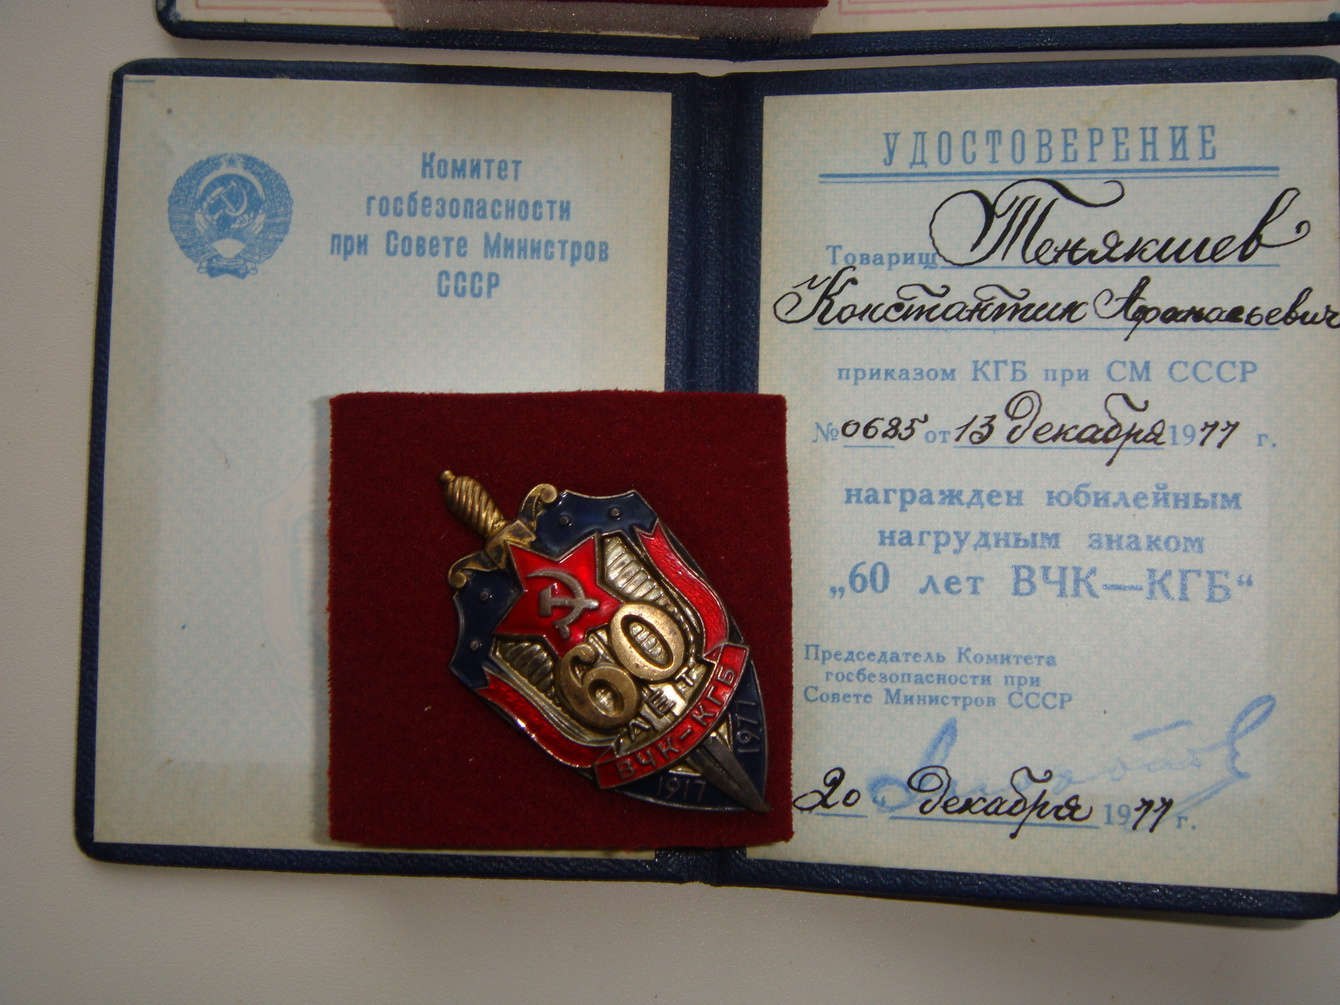 Комитет
госбезопасности
при Совете Министров
СССР
УДОСТОВЕРЕНИЕ
Товарищ Тенякшев
Константин Афанасьевич
приказом КГБ при СМ СССР
№ 0685 от 13 декабря 1977 г.
награжден юбилейным
нагрудным знаком
„60 лет ВЧК—КГБ“
Председатель Комитета
госбезопасности при
Совете Министров СССР
20 „ декабря 1977 г.
60
ЛЕТ
ВЧК-КГБ
1917
1977